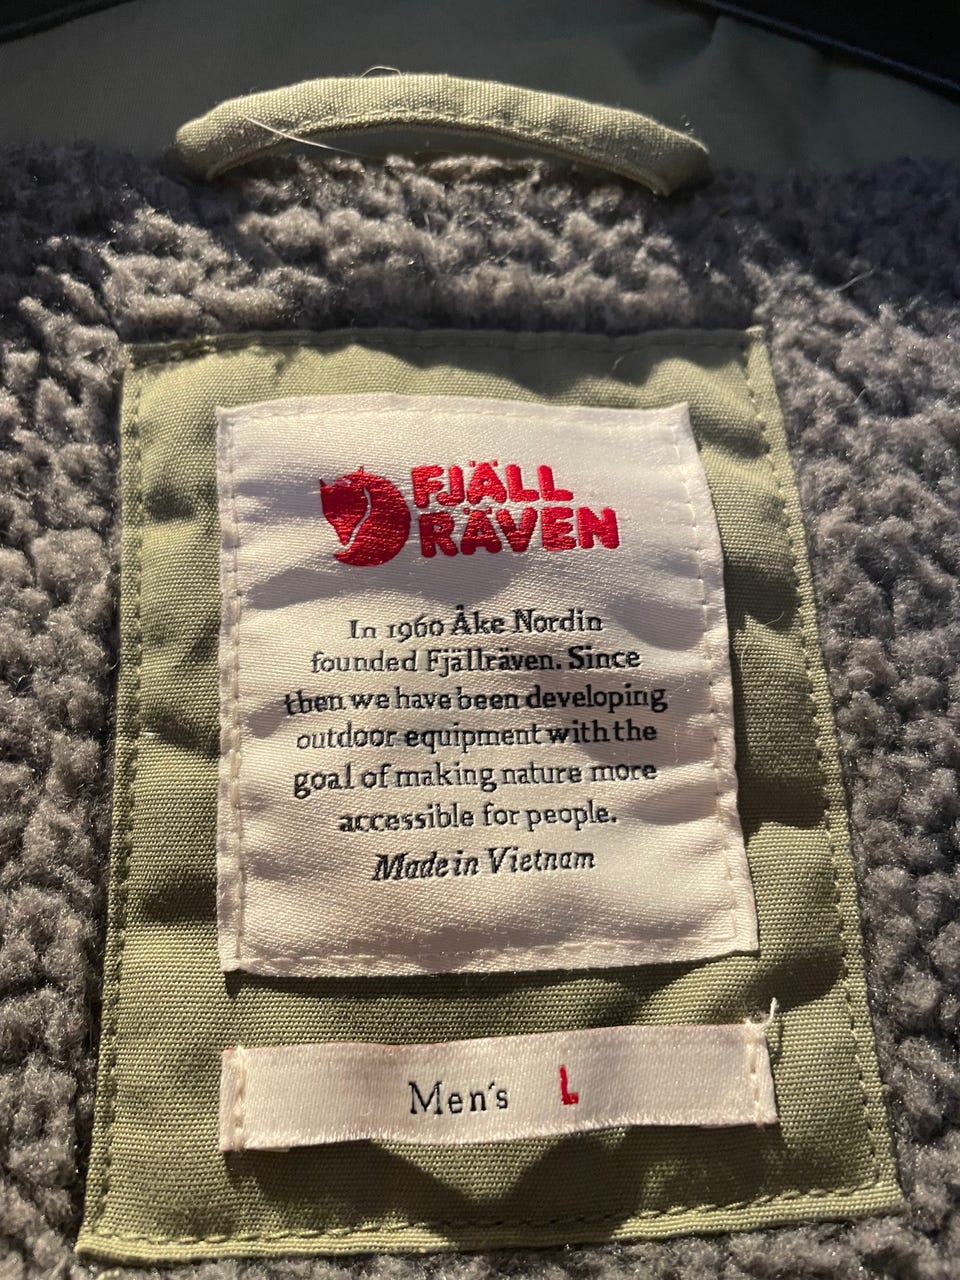 FJÄLL
RÄVEN
In 1960 Åke Nordin
founded Fjällräven. Since
then we have been developing
outdoor equipment with the
goal of making nature more
accessible for people.
Made in Vietnam
Men's L